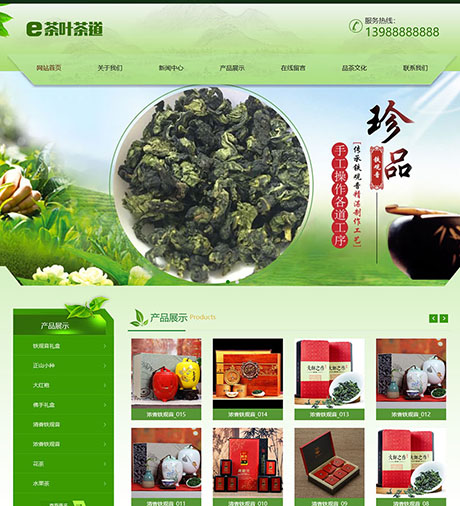 e茶叶茶道
服务热线：
13988888888
网站首页 关于我们 新闻中心 产品展示 在线留言 品茶文化 联系我们
珍品
铁观音
[传承铁观音精湛制作工艺]
手工操作各道工序
产品展示
铁观音礼盒
正山小种
大红袍
佛手礼盒
清香铁观音
浓香铁观音
花茶
水果茶
产品展示 Products
浓香铁观音_015 浓香铁观音_014 浓香铁观音_013 浓香铁观音_012
清香铁观音_011 清香铁观音_10 清香铁观音_09 清香铁观音_08